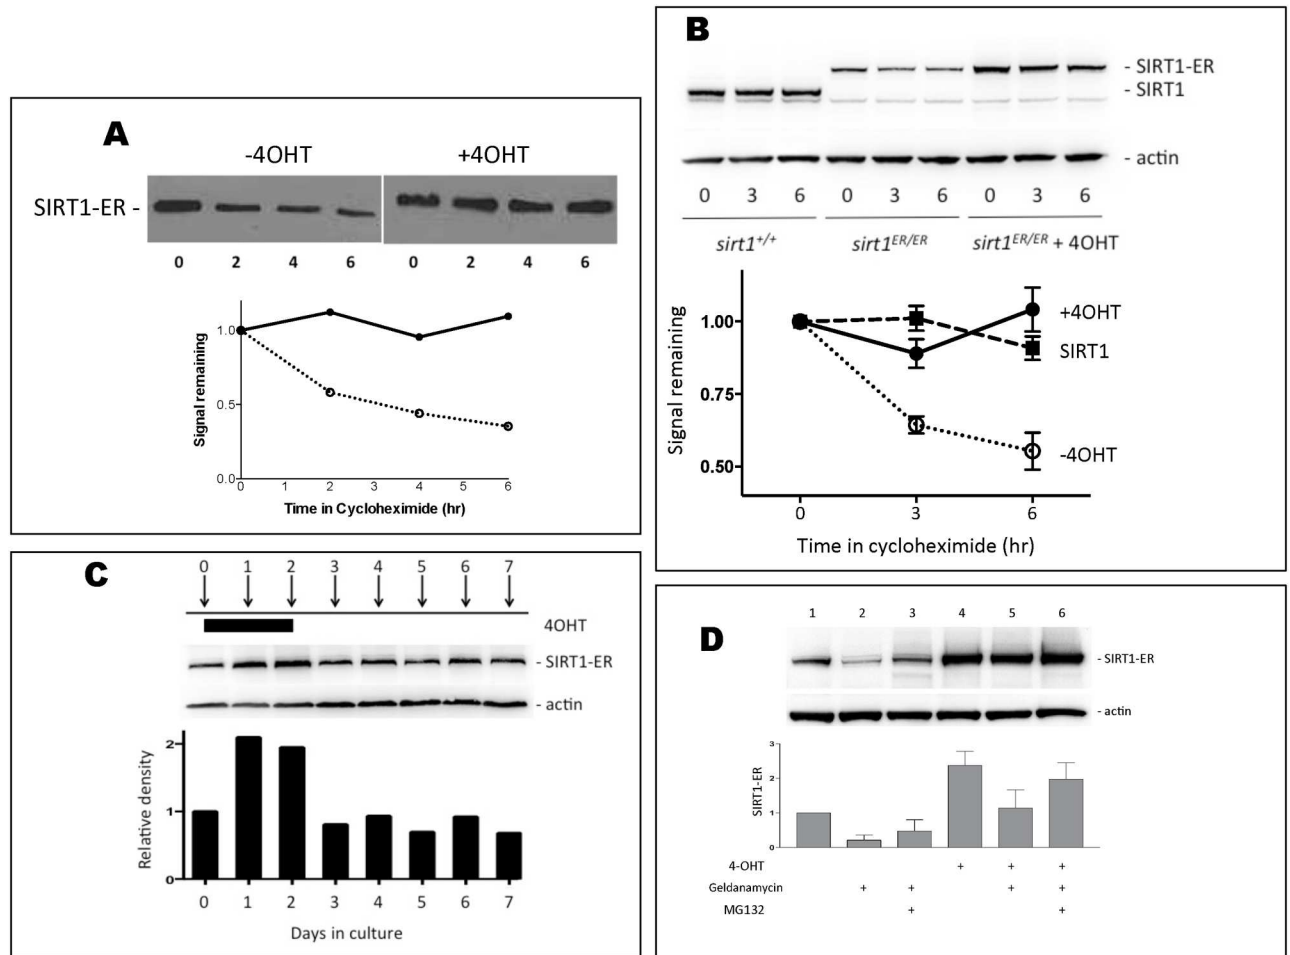 A
-4OHT +4OHT
SIRT1-ER -
0 2 4 6 0 2 4 6
1.0
0.5
0.0
0 1 2 3 4 5 6
Signal remaining
Time in Cycloheximide (hr)
B
- SIRT1-ER
- SIRT1
- actin
0 3 6 0 3 6 0 3 6
sirt1+/+ sirt1ER/ER sirt1ER/ER + 4OHT
1.00
0.75
0.50
Signal remaining
+4OHT
SIRT1
-4OHT
0 3 6
Time in cycloheximide (hr)
C
0 1 2 3 4 5 6 7
4OHT
- SIRT1-ER
- actin
2
1
0
Relative density
0 1 2 3 4 5 6 7
Days in culture
D
1 2 3 4 5 6
- SIRT1-ER
- actin
3
2
1
0
SIRT1-ER
4-OHT + + +
Geldanamycin + + + +
MG132 + +